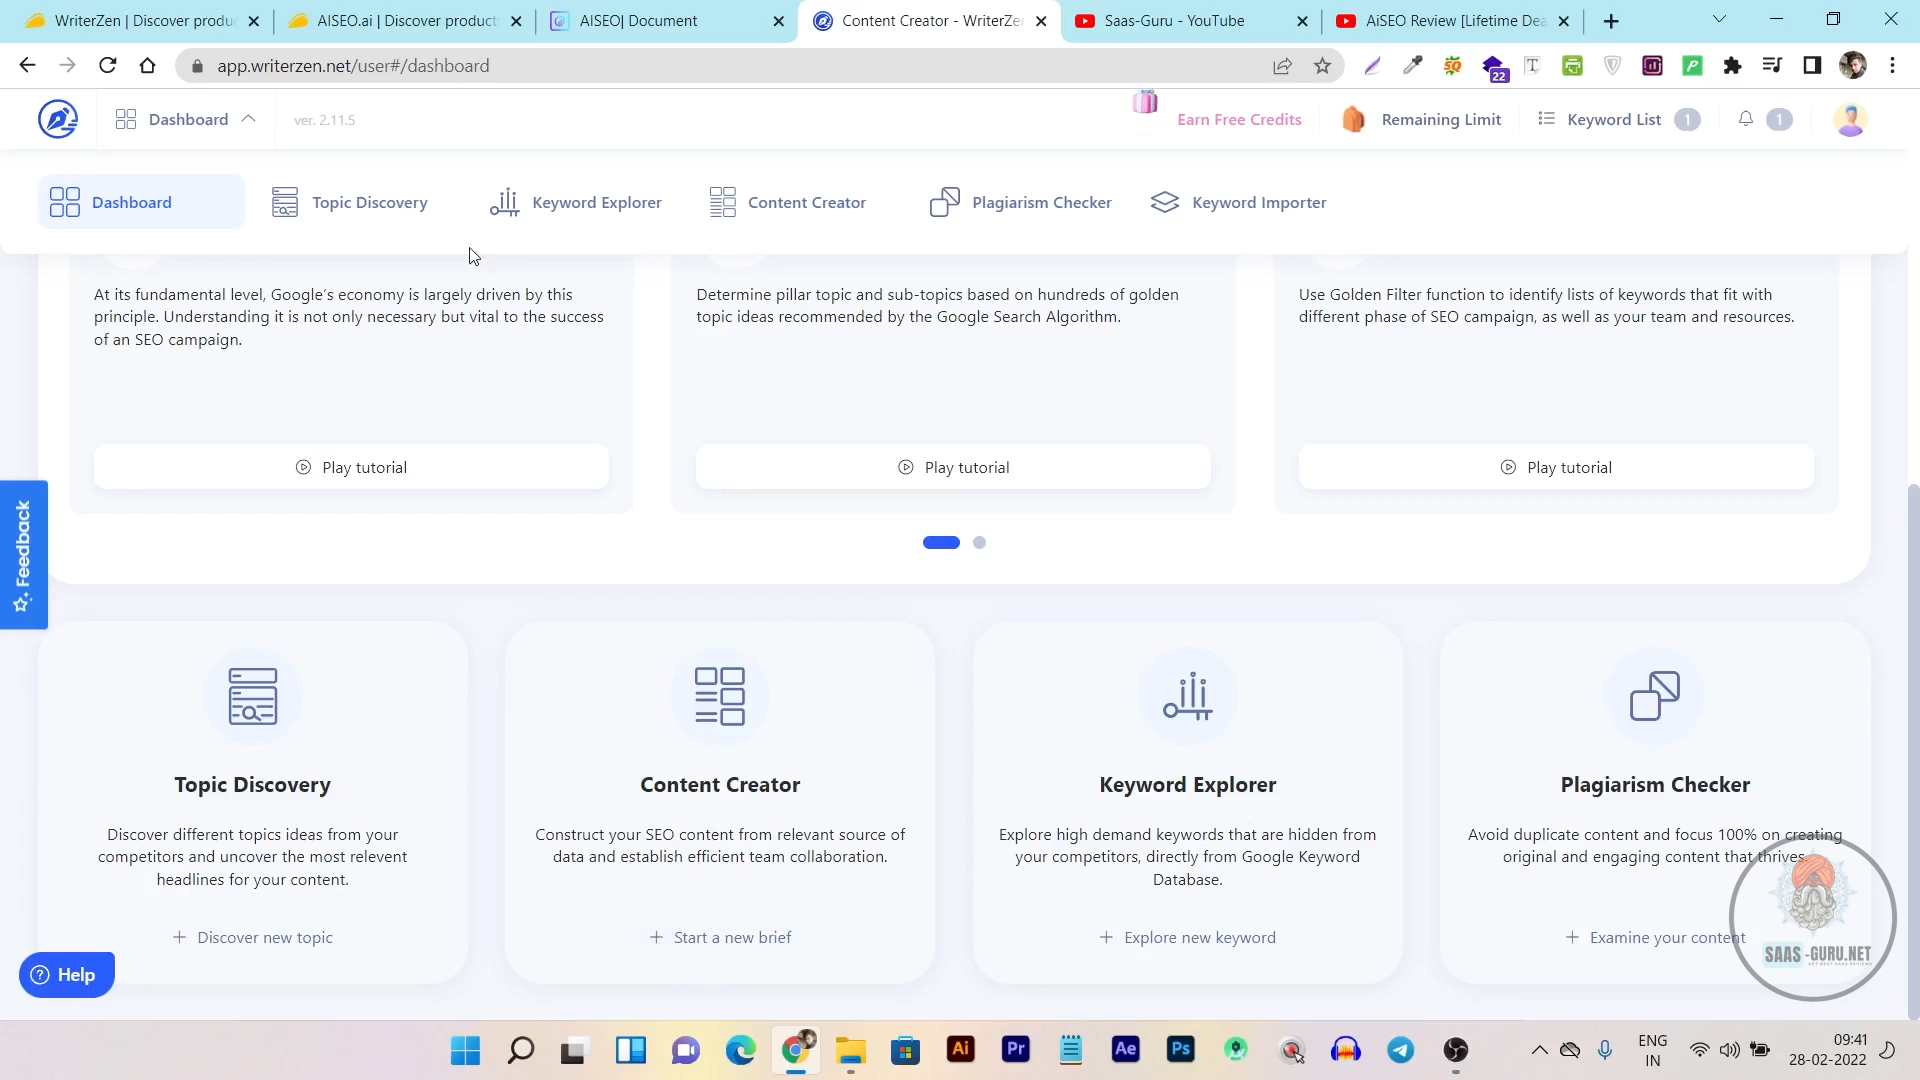 WriterZen | Discover produc
AISEO.ai | Discover products
AISEO| Document
Content Creator - WriterZen
Saas-Guru - YouTube
AiSEO Review [Lifetime Dea
app.writerzen.net/user#/dashboard
22
Dashboard
ver. 2.11.5
Earn Free Credits
Remaining Limit
Keyword List 1
1
Dashboard
Topic Discovery
Keyword Explorer
Content Creator
Plagiarism Checker
Keyword Importer
At its fundamental level, Google's economy is largely driven by this
principle. Understanding it is not only necessary but vital to the success
of an SEO campaign.
Play tutorial
Determine pillar topic and sub-topics based on hundreds of golden
topic ideas recommended by the Google Search Algorithm.
Play tutorial
Use Golden Filter function to identify lists of keywords that fit with
different phase of SEO campaign, as well as your team and resources.
Play tutorial
Feedback
Topic Discovery
Discover different topics ideas from your
competitors and uncover the most relevent
headlines for your content.
+ Discover new topic
Content Creator
Construct your SEO content from relevant source of
data and establish efficient team collaboration.
+ Start a new brief
Keyword Explorer
Explore high demand keywords that are hidden from
your competitors, directly from Google Keyword
Database.
+ Explore new keyword
Plagiarism Checker
Avoid duplicate content and focus 100% on creating
original and engaging content that thrives.
+ Examine your content
SAAS-GURU.NET
Help
Ai
Pr
Ae
Ps
ENG
IN
09:41
28-02-2022